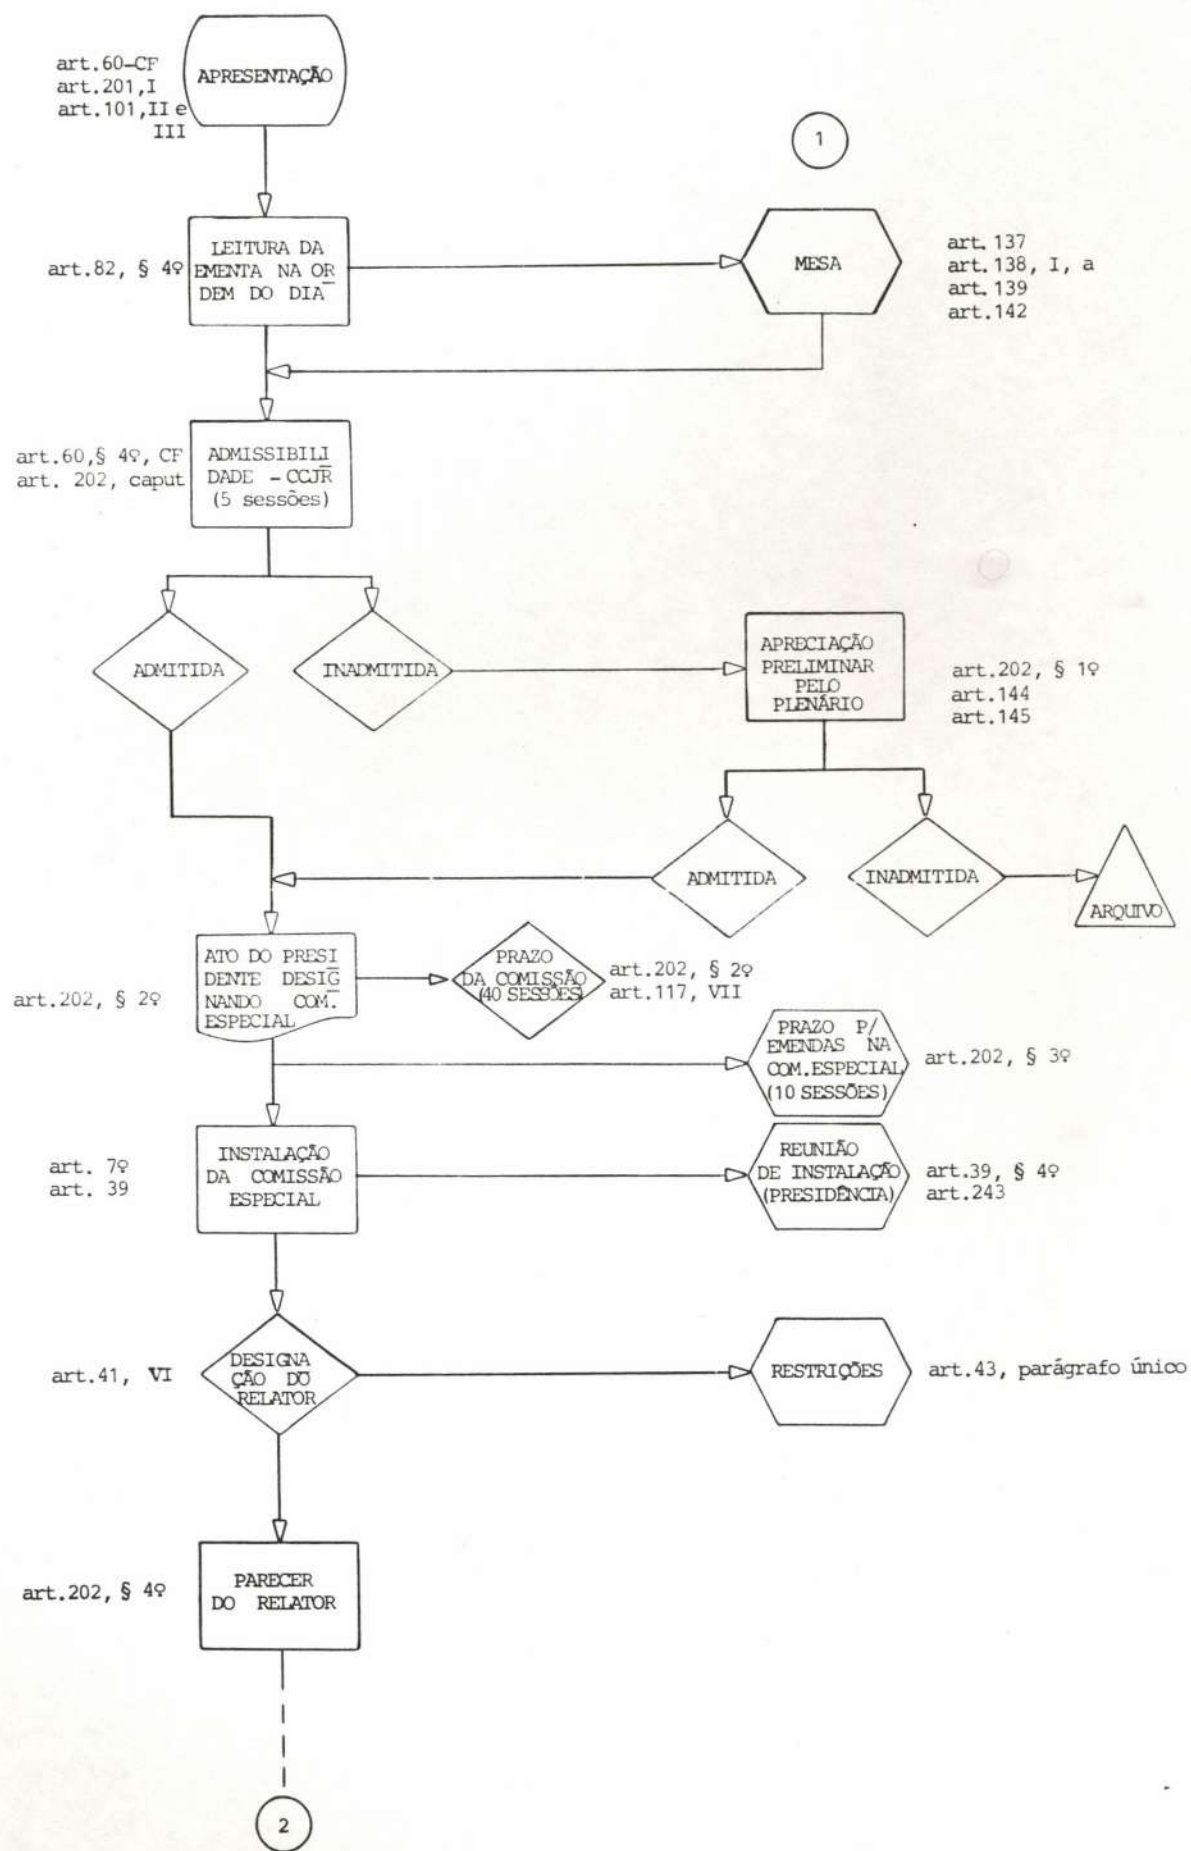 art.60-CF
art.201,I
art.101,II e
III
APRESENTAÇÃO
1
art.82, § 4º
LEITURA DA
EMENTA NA OR
DEM DO DIA
MESA
art.137
art.138, I, a
art.139
art.142
art.60,§ 4º, CF
art. 202, caput
ADMISSIBILI
DADE - CCJR
(5 sessões)
ADMITIDA
INADMITIDA
APRECIAÇÃO
PRELIMINAR
PELO
PLENÁRIO
art.202, § 1º
art.144
art.145
ADMITIDA
INADMITIDA
ARQUIVO
art.202, § 2º
ATO DO PRESI
DENTE DESIG
NANDO COM.
ESPECIAL
PRAZO
DA COMISSÃO
(40 SESSÕES)
art.202, § 2º
art.117, VII
PRAZO P/
EMENDAS NA
COM.ESPECIAL
(10 SESSÕES)
art.202, § 3º
art. 7º
art. 39
INSTALAÇÃO
DA COMISSÃO
ESPECIAL
REUNIÃO
DE INSTALAÇÃO
(PRESIDÊNCIA)
art.39, § 4º
art.243
art.41, VI
DESIGNA
ÇÃO DO
RELATOR
RESTRIÇÕES
art.43, parágrafo único
art.202, § 4º
PARECER
DO RELATOR
2